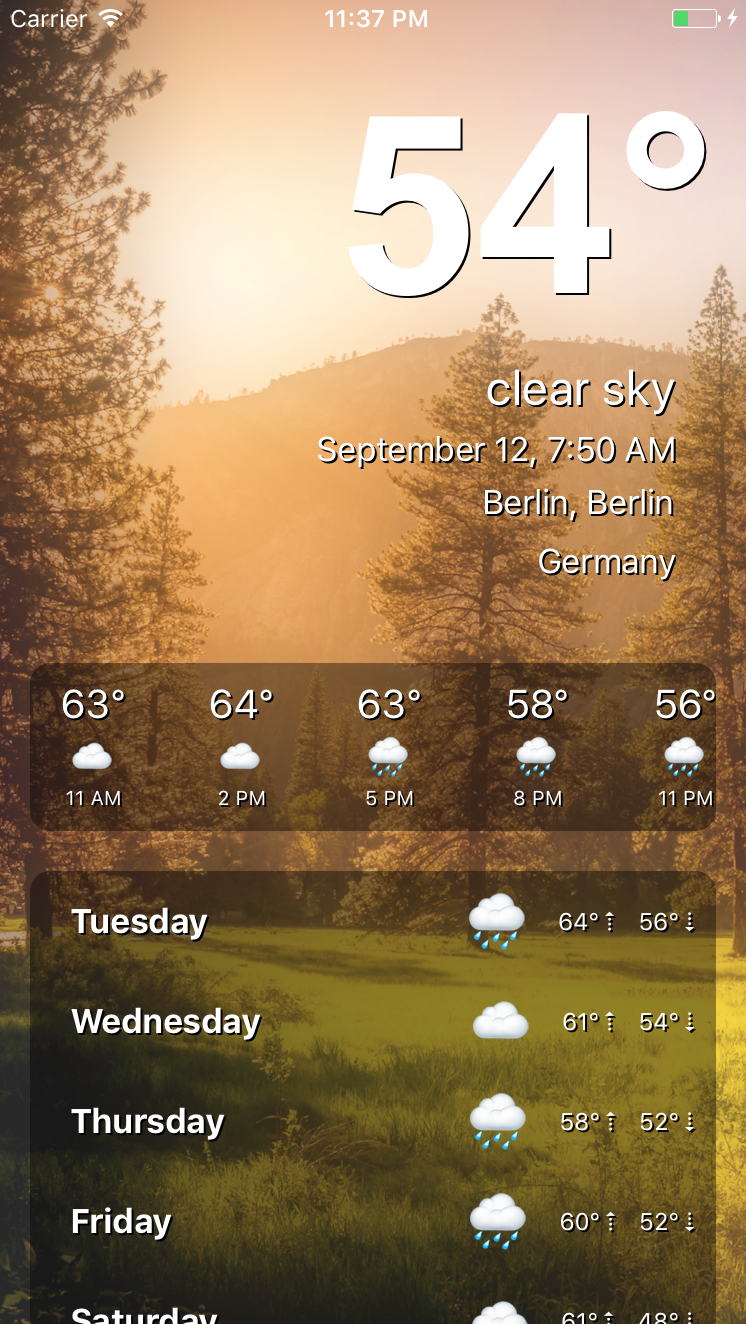 Carrier 11:37 PM
54°
clear sky
September 12, 7:50 AM
Berlin, Berlin
Germany
63° 64° 63° 58° 56°
11 AM 2 PM 5 PM 8 PM 11 PM
Tuesday 64° 56°
Wednesday 61° 54°
Thursday 58° 52°
Friday 60° 52°
Saturday 61° 48°